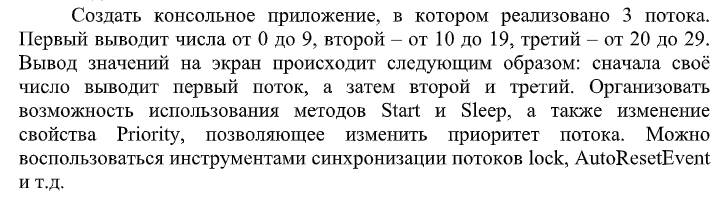 Создать консольное приложение, в котором реализовано 3 потока.
Первый выводит числа от 0 до 9, второй – от 10 до 19, третий – от 20 до 29.
Вывод значений на экран происходит следующим образом: сначала своё
число выводит первый поток, а затем второй и третий. Организовать
возможность использования методов Start и Sleep, а также изменение
свойства Priority, позволяющее изменить приоритет потока. Можно
воспользоваться инструментами синхронизации потоков lock, AutoResetEvent
и т.д.